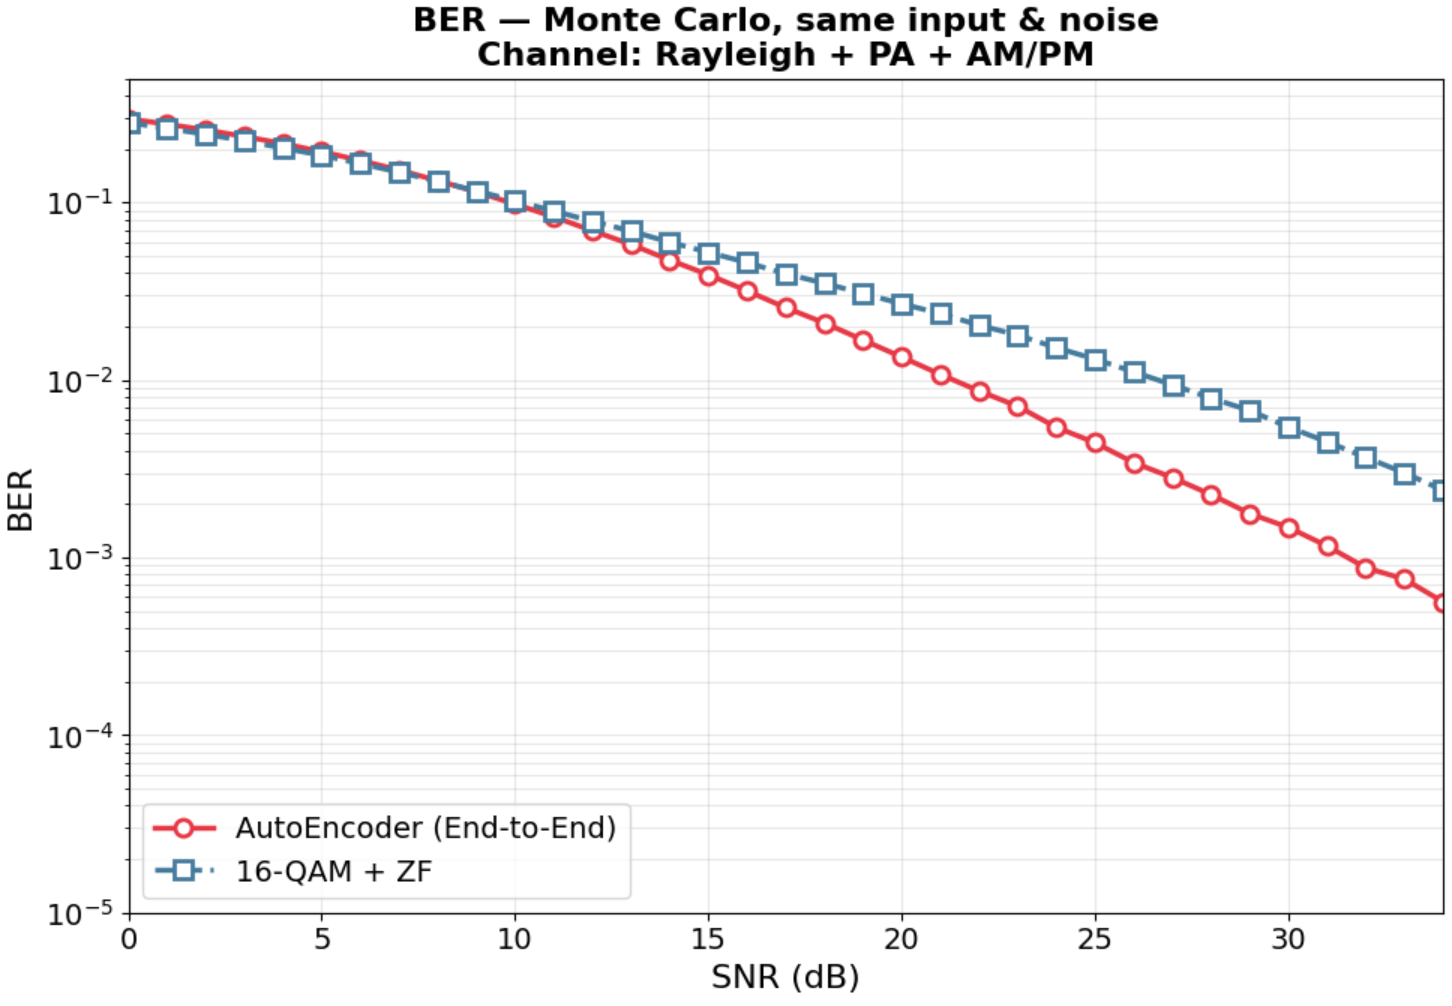 BER — Monte Carlo, same input & noise
Channel: Rayleigh + PA + AM/PM
BER
10⁻¹
10⁻²
10⁻³
10⁻⁴
10⁻⁵
AutoEncoder (End-to-End)
16-QAM + ZF
0 5 10 15 20 25 30
SNR (dB)